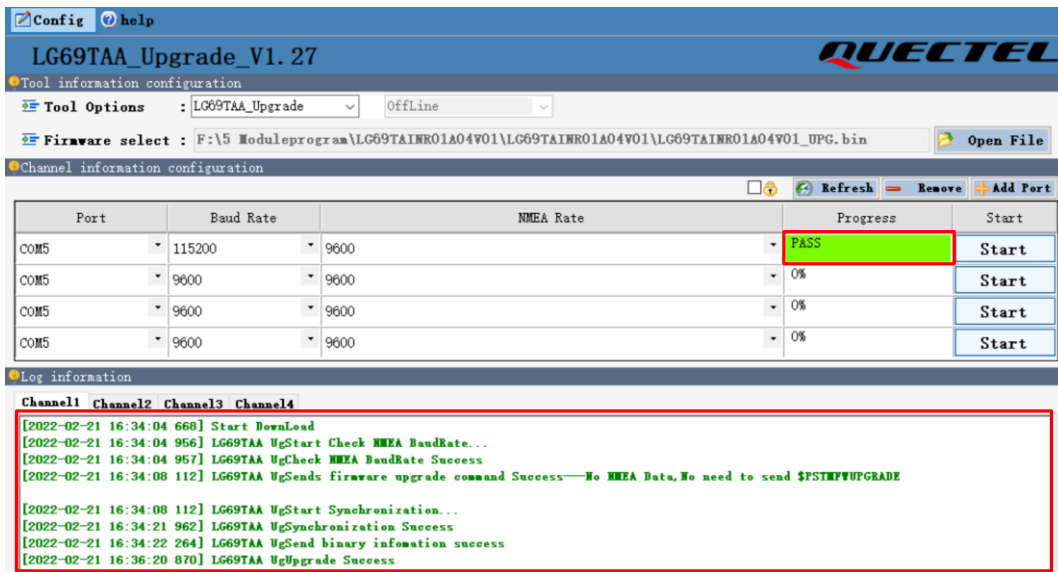 Config help
LG69TAA_Upgrade_V1.27 QUECTEL
Tool information configuration
Tool Options : LG69TAA_Upgrade OffLine
Firmware select : F:\5 Moduleprogram\LG69TAINR01A04V01\LG69TAINR01A04V01\LG69TAINR01A04V01_UPG.bin Open File
Channel information configuration
Refresh Remove Add Port
Port Baud Rate NMEA Rate Progress Start
COM5 115200 9600 PASS Start
COM5 9600 9600 0% Start
COM5 9600 9600 0% Start
COM5 9600 9600 0% Start
Log information
Channel1 Channel2 Channel3 Channel4
[2022-02-21 16:34:04 668] Start DownLoad
[2022-02-21 16:34:04 956] LG69TAA UgStart Check NMEA BaudRate...
[2022-02-21 16:34:04 957] LG69TAA UgCheck NMEA BaudRate Success
[2022-02-21 16:34:08 112] LG69TAA UgSends firmware upgrade command Success——No NMEA Data,No need to send $PSTMFWUPGRADE
[2022-02-21 16:34:08 112] LG69TAA UgStart Synchronization...
[2022-02-21 16:34:21 962] LG69TAA UgSynchronization Success
[2022-02-21 16:34:22 264] LG69TAA UgSend binary infomation success
[2022-02-21 16:36:20 870] LG69TAA UgUpgrade Success